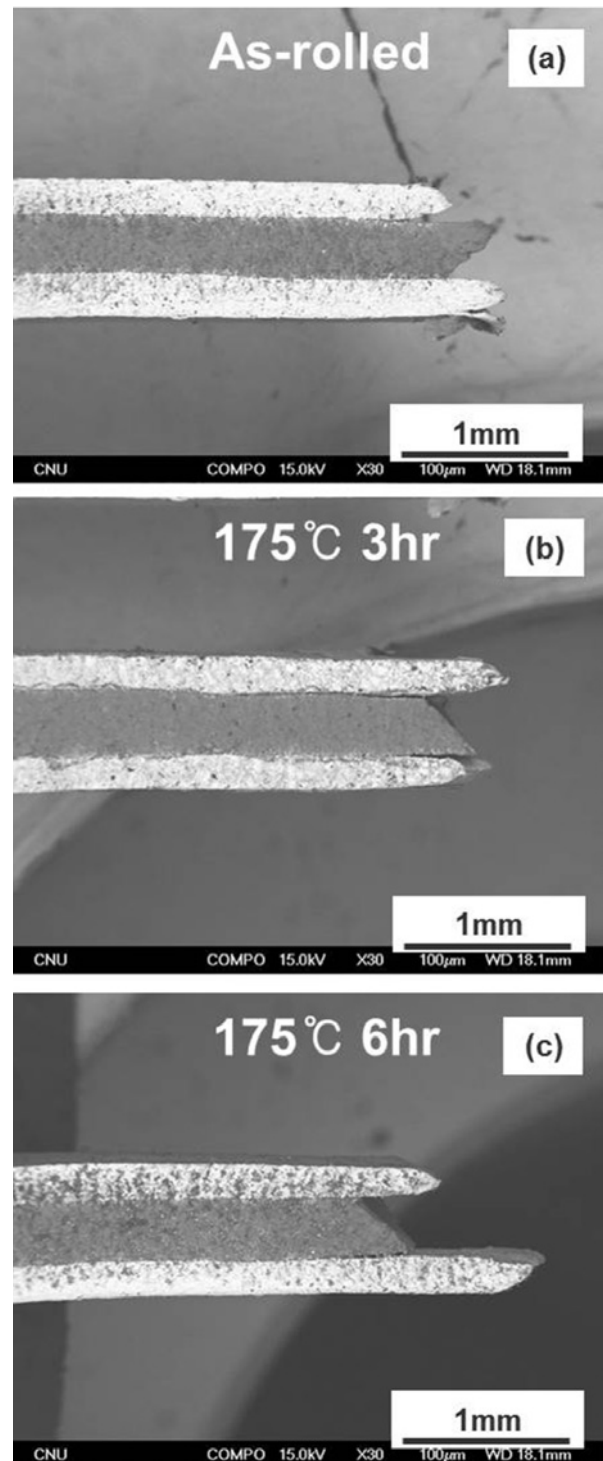 As-rolled (a)
1mm
CNU COMPO 15.0kV X30 100µm WD 18.1mm
175℃ 3hr (b)
1mm
CNU COMPO 15.0kV X30 100µm WD 18.1mm
175℃ 6hr (c)
1mm
CNU COMPO 15.0kV X30 100µm WD 18.1mm